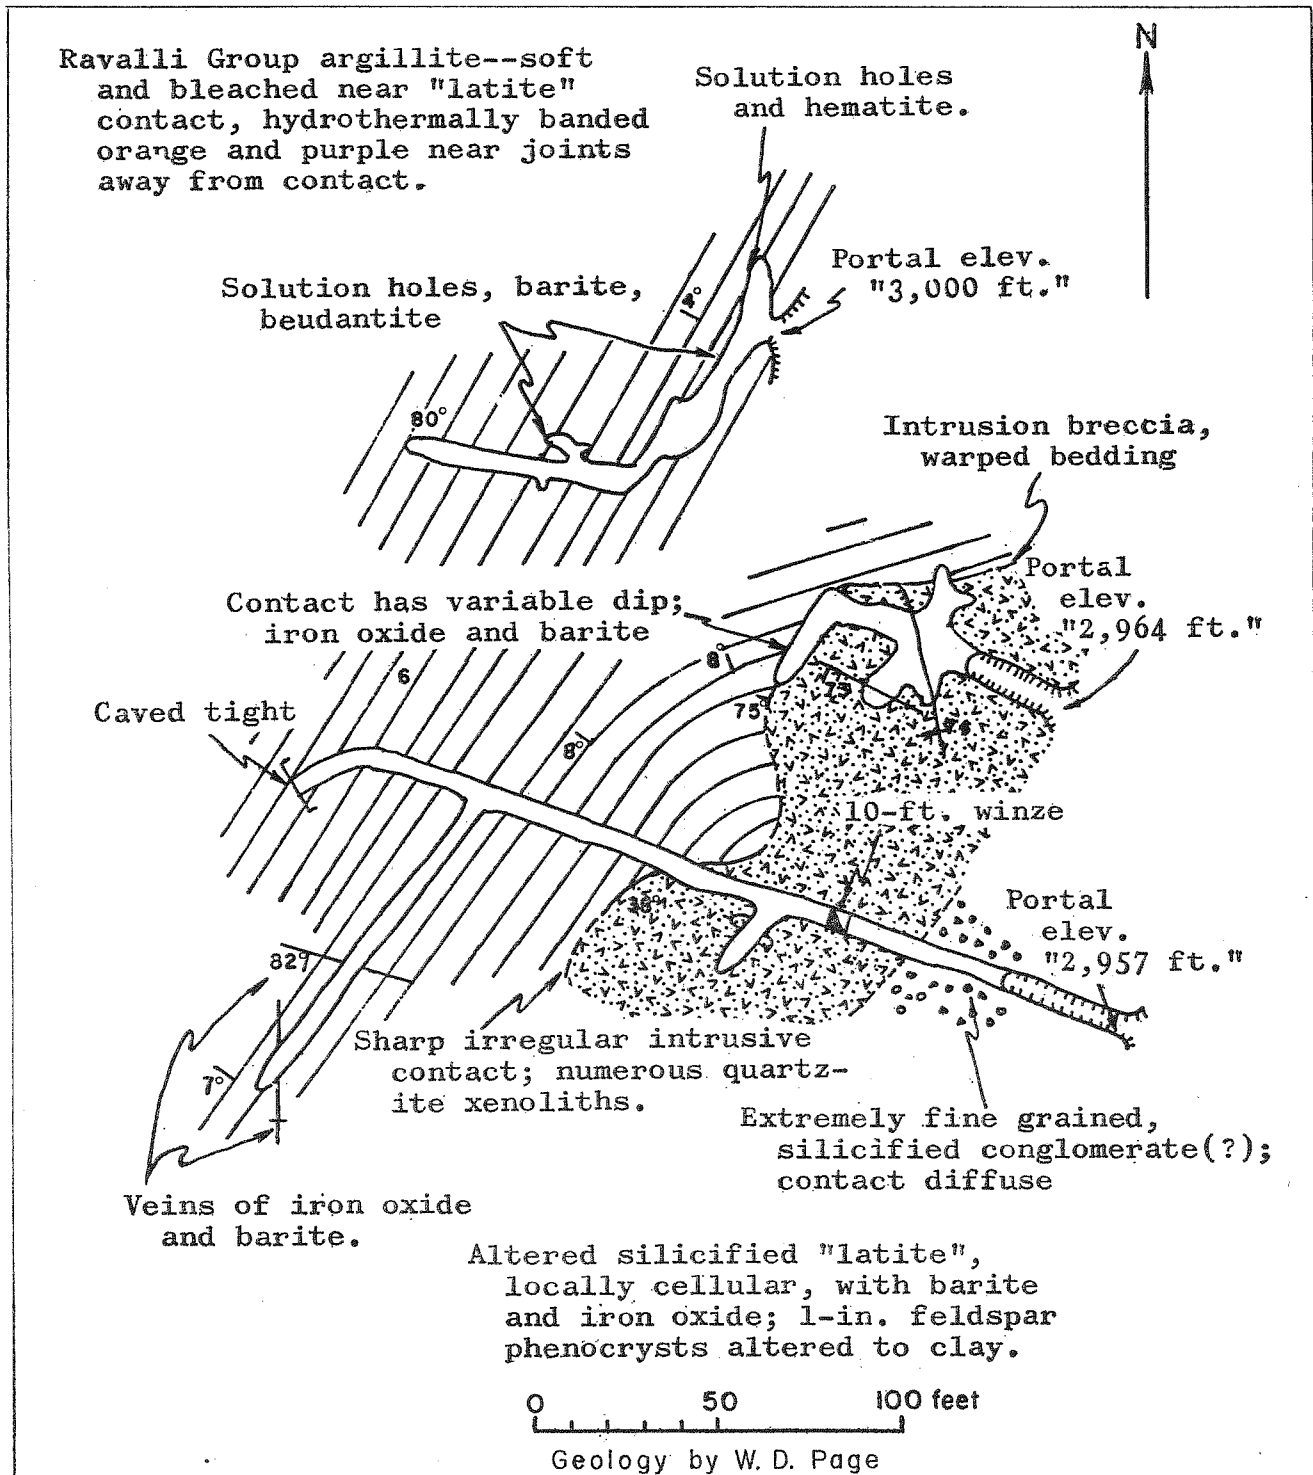 N
Ravalli Group argillite--soft
and bleached near "latite"
contact, hydrothermally banded
orange and purple near joints
away from contact.
Solution holes
and hematite.
Portal elev.
"3,000 ft."
Solution holes, barite,
beudantite
80°
Intrusion breccia,
warped bedding
Portal
elev.
"2,964 ft."
Contact has variable dip;
iron oxide and barite
8°
6
75°
75
Caved tight
8°
10-ft. winze
Portal
elev.
"2,957 ft."
82°
7°
Sharp irregular intrusive
contact; numerous quartz-
ite xenoliths.
Extremely fine grained,
silicified conglomerate(?);
contact diffuse
Veins of iron oxide
and barite.
Altered silicified "latite",
locally cellular, with barite
and iron oxide; 1-in. feldspar
phenocrysts altered to clay.
0 50 100 feet
Geology by W. D. Page